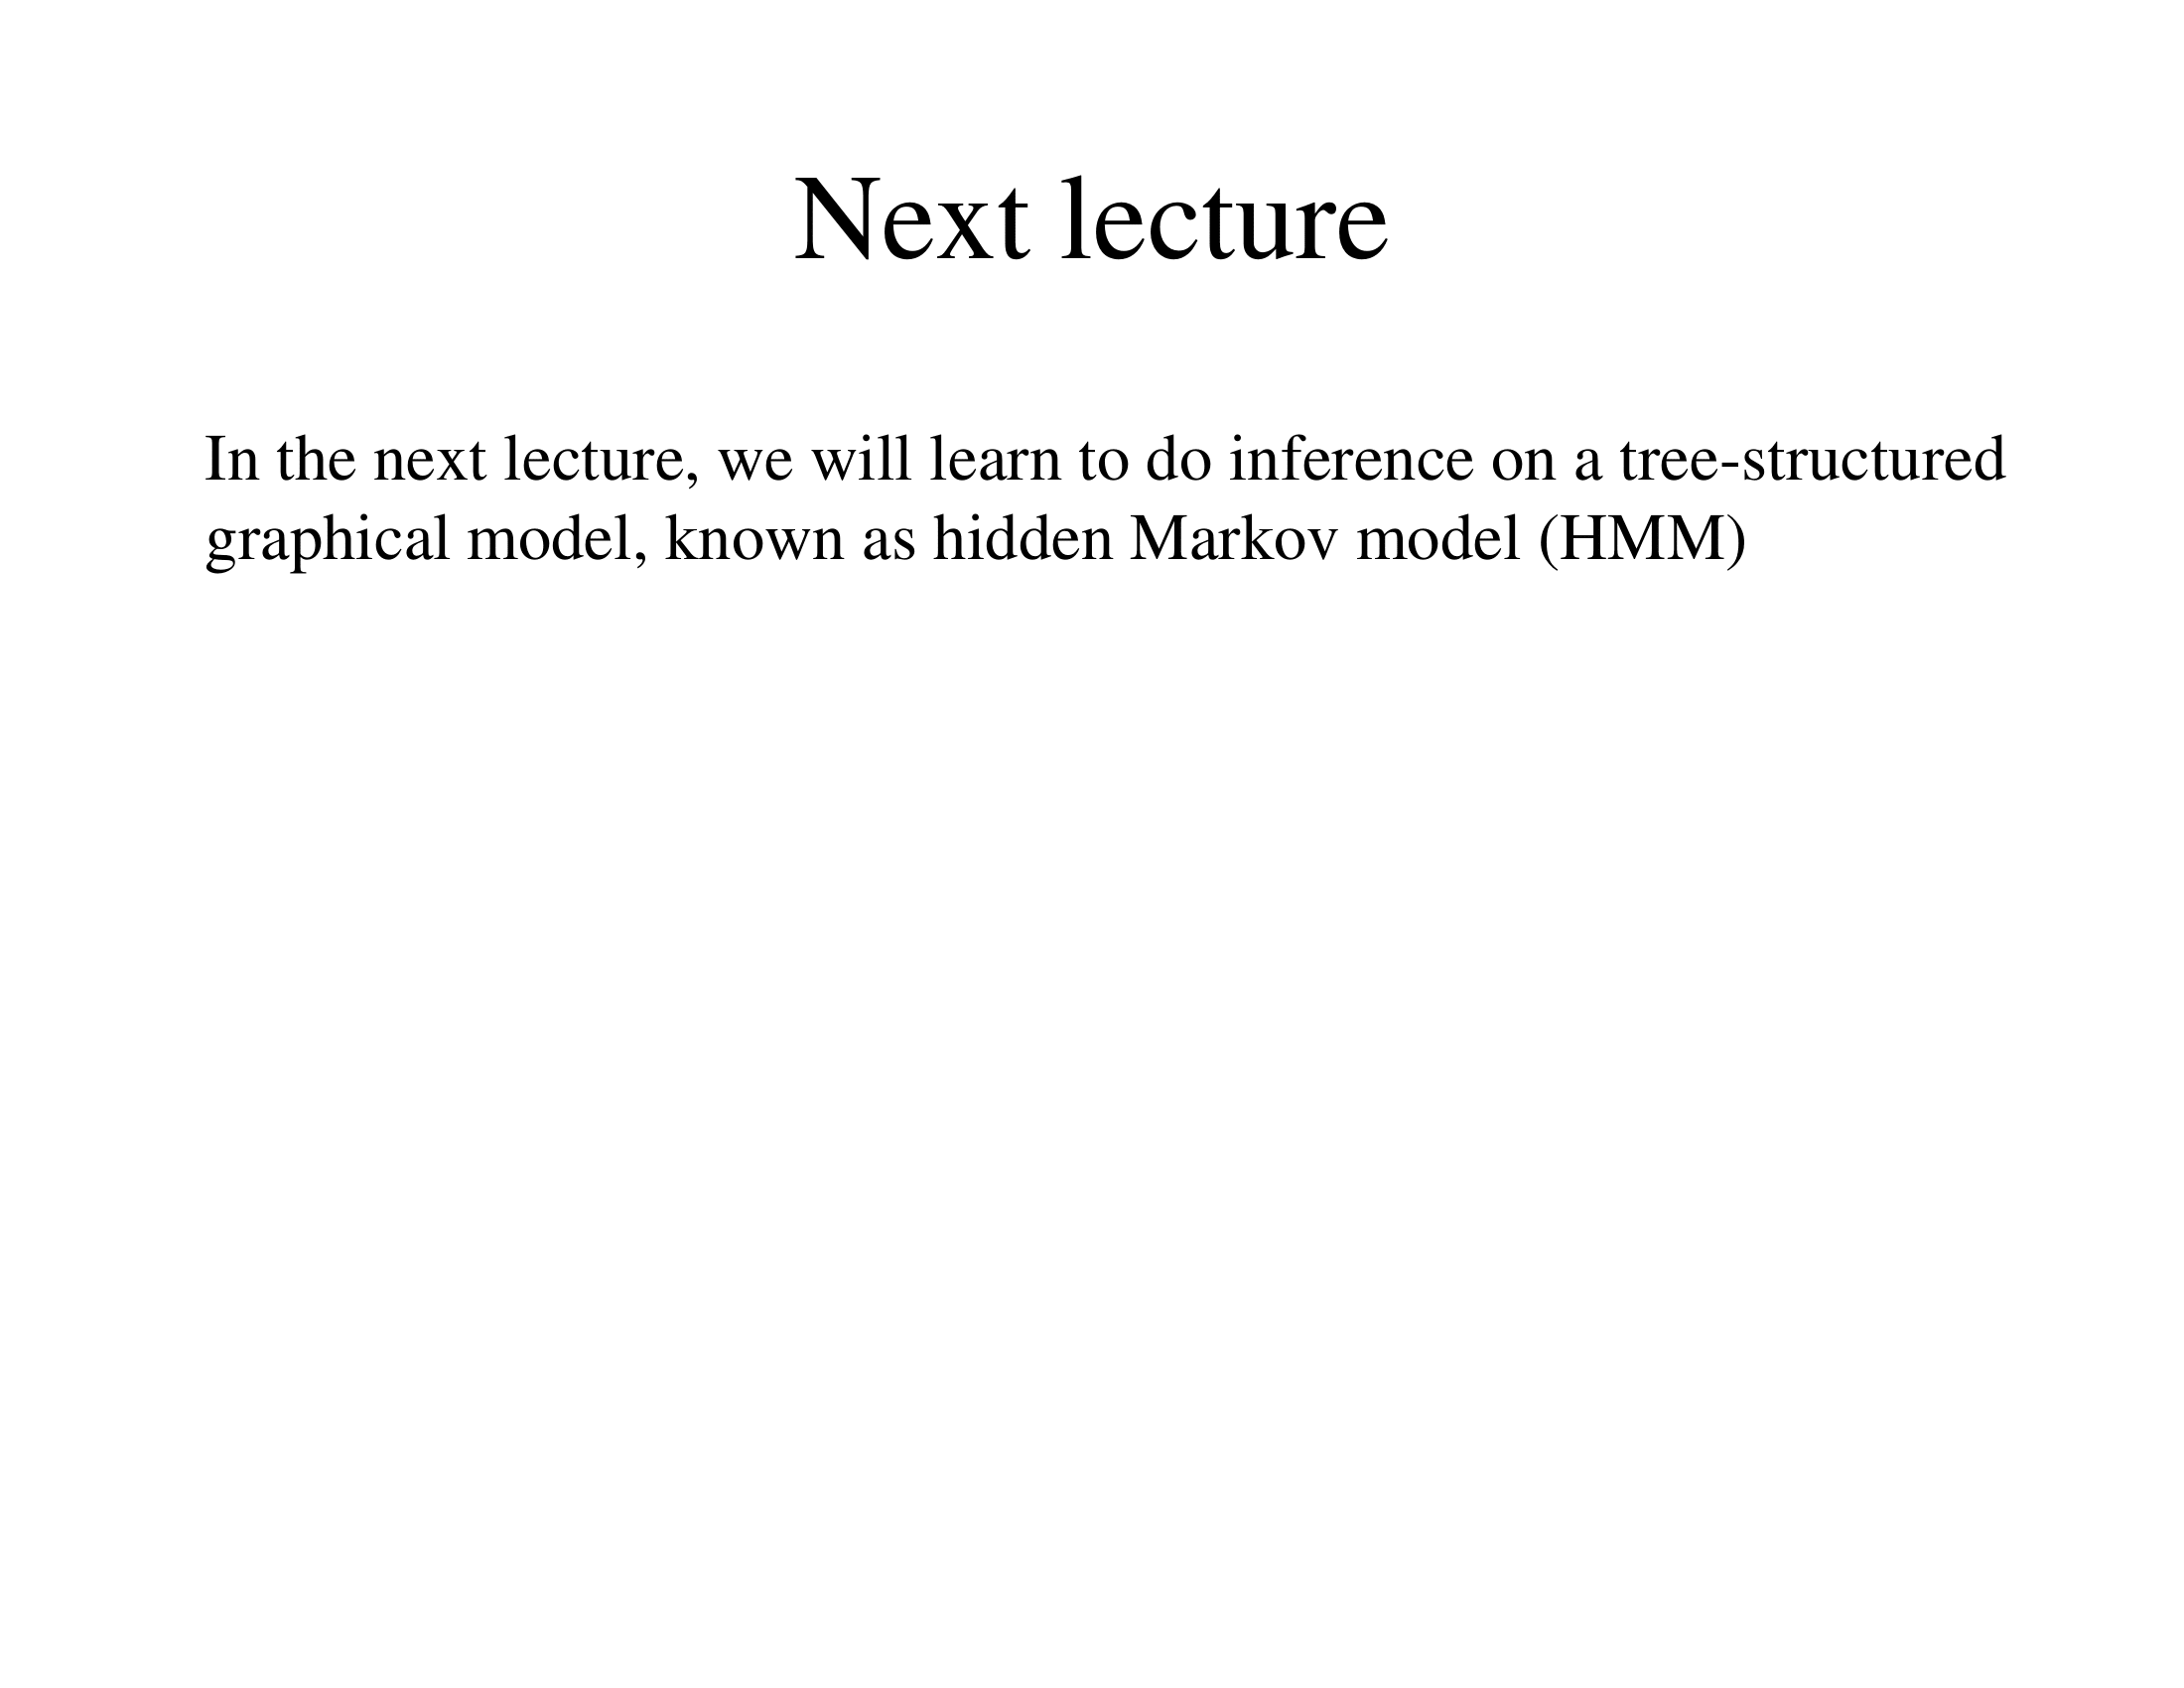 Next lecture
In the next lecture, we will learn to do inference on a tree-structured
graphical model, known as hidden Markov model (HMM)